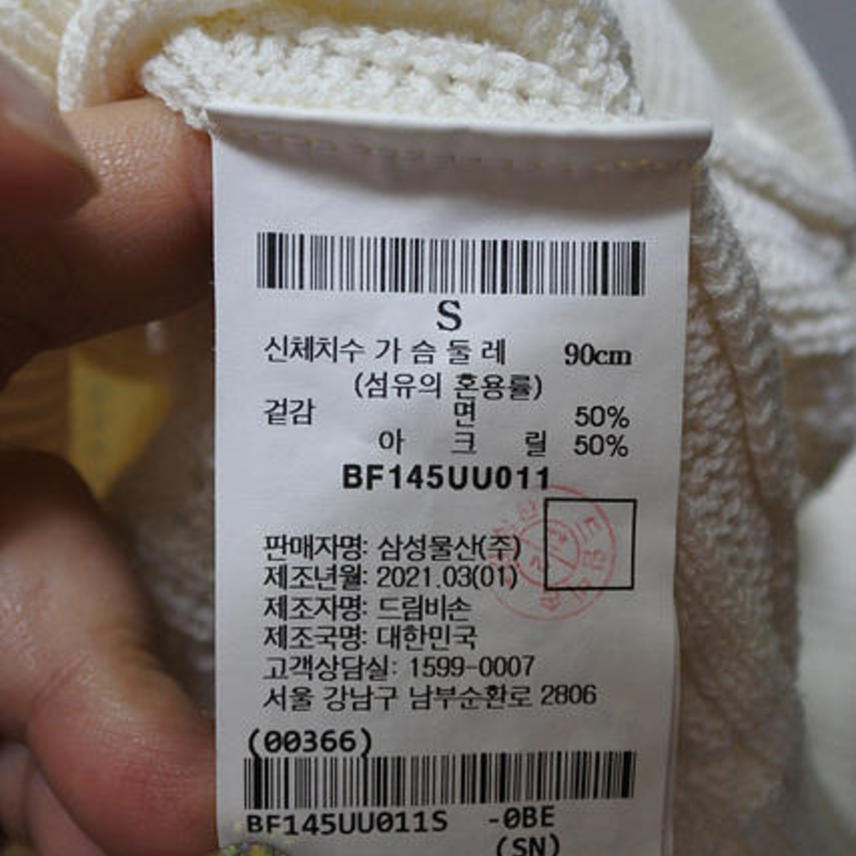 S
신체치수 가 슴 둘 레 90cm
(섬유의 혼용률)
겉감 면 50%
아 크 릴 50%
BF145UU011
판매자명: 삼성물산(주)
제조년월: 2021.03(01)
제조자명: 드림비손
제조국명: 대한민국
고객상담실: 1599-0007
서울 강남구 남부순환로 2806
(00366)
BF145UU011S -0BE
(SN)